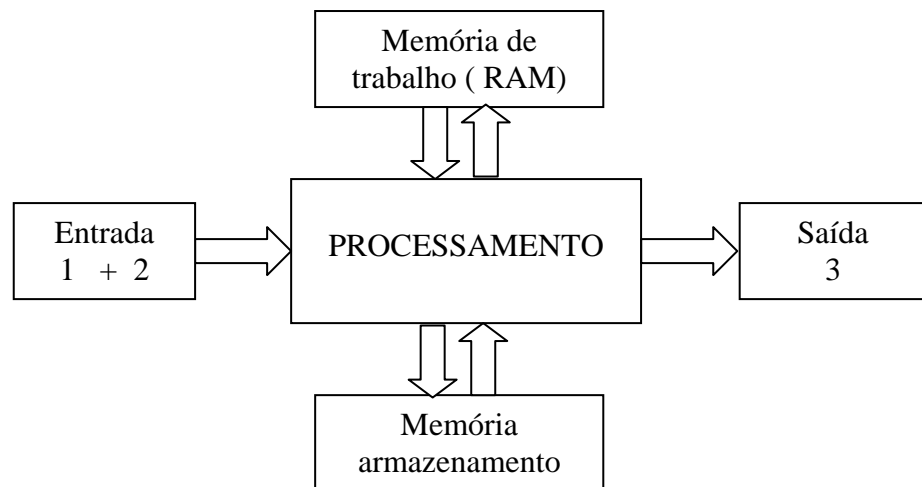 Memória de
trabalho ( RAM)
Entrada
1 + 2
PROCESSAMENTO
Saída
3
Memória
armazenamento